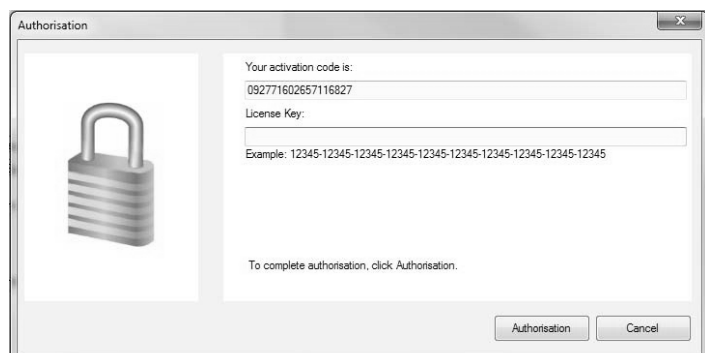 Authorisation
x
Your activation code is:
092771602657116827
License Key:
Example: 12345-12345-12345-12345-12345-12345-12345-12345-12345-12345
To complete authorisation, click Authorisation.
Authorisation
Cancel